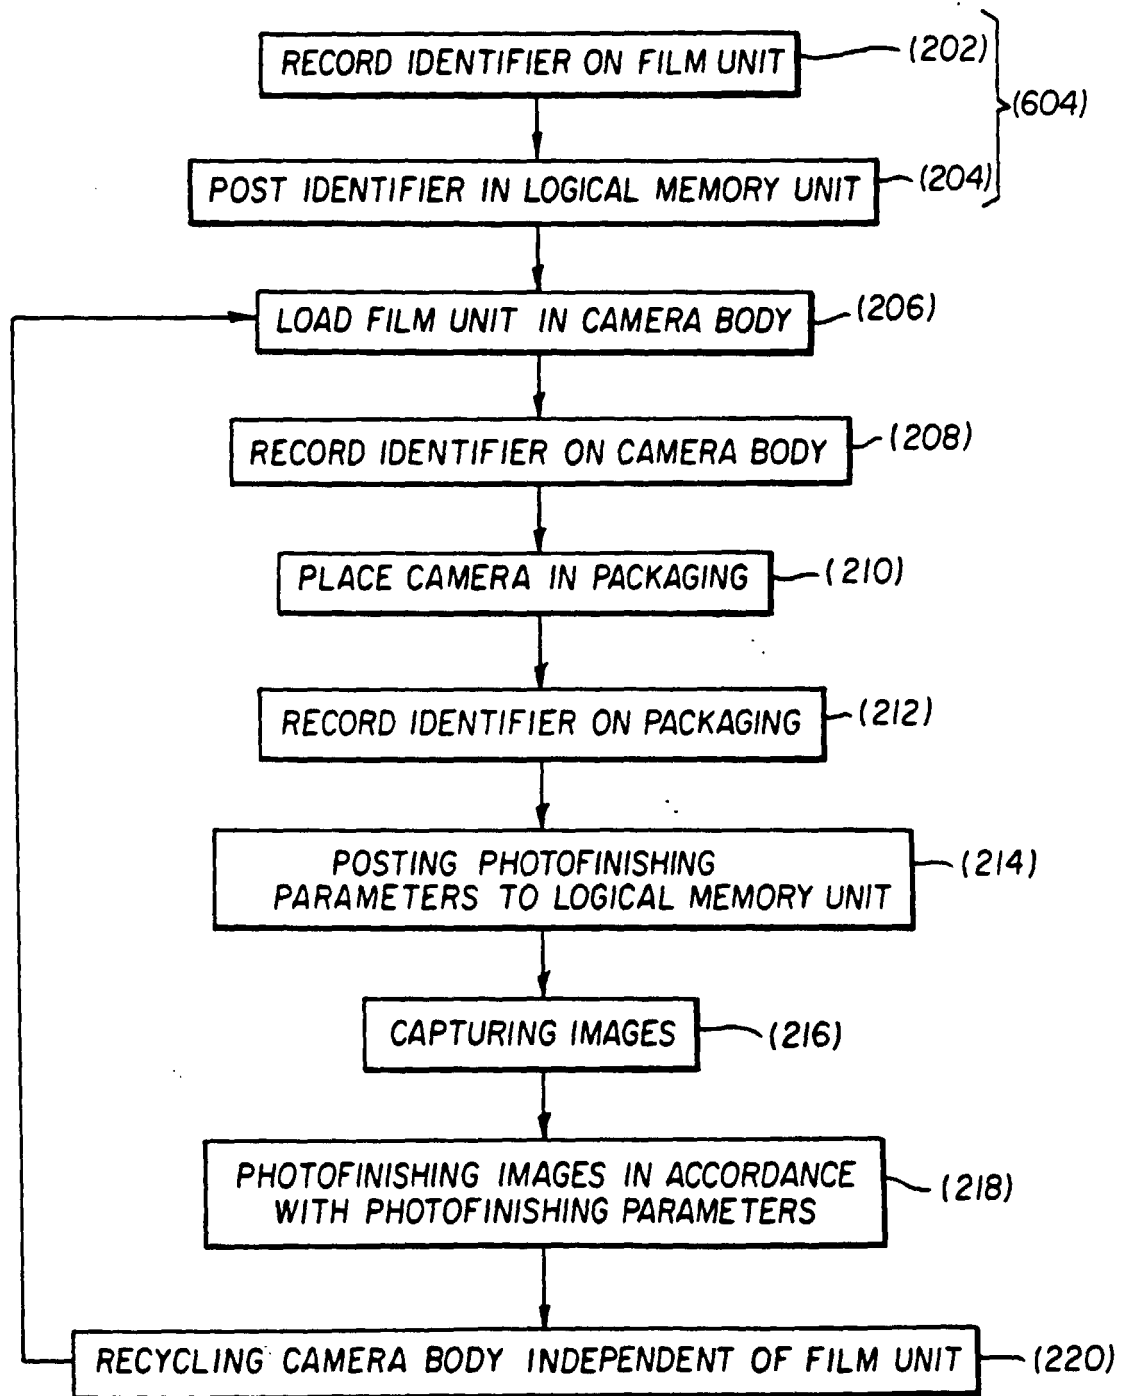 RECORD IDENTIFIER ON FILM UNIT (202)
(604)
POST IDENTIFIER IN LOGICAL MEMORY UNIT (204)
LOAD FILM UNIT IN CAMERA BODY (206)
RECORD IDENTIFIER ON CAMERA BODY (208)
PLACE CAMERA IN PACKAGING (210)
RECORD IDENTIFIER ON PACKAGING (212)
POSTING PHOTOFINISHING
PARAMETERS TO LOGICAL MEMORY UNIT (214)
CAPTURING IMAGES (216)
PHOTOFINISHING IMAGES IN ACCORDANCE
WITH PHOTOFINISHING PARAMETERS (218)
RECYCLING CAMERA BODY INDEPENDENT OF FILM UNIT (220)